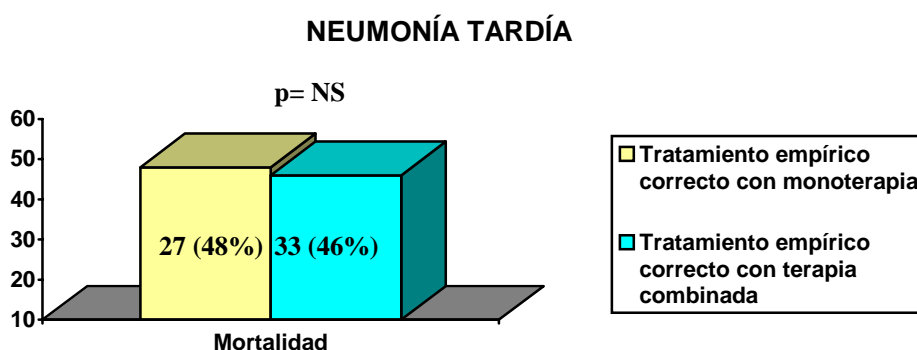 NEUMONÍA TARDÍA
p= NS
60
50
40
30
20
10
27 (48%)
33 (46%)
Mortalidad
Tratamiento empírico
correcto con monoterapia
Tratamiento empírico
correcto con terapia
combinada